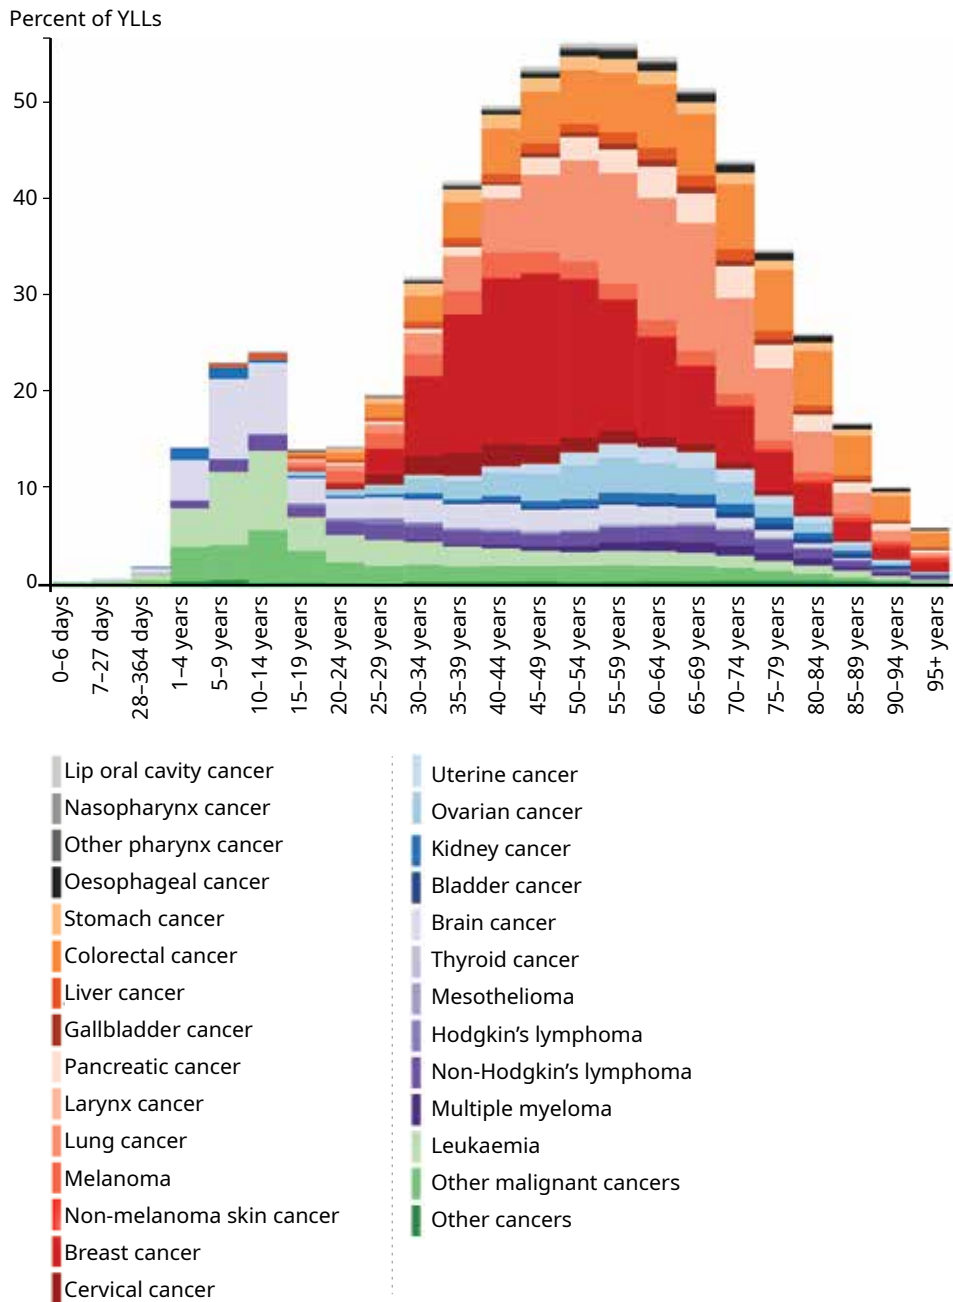 Percent of YLLs
50
40
30
20
10
0
0–6 days
7–27 days
28–364 days
1–4 years
5–9 years
10–14 years
15–19 years
20–24 years
25–29 years
30–34 years
35–39 years
40–44 years
45–49 years
50–54 years
55–59 years
60–64 years
65–69 years
70–74 years
75–79 years
80–84 years
85–89 years
90–94 years
95+ years
Lip oral cavity cancer
Nasopharynx cancer
Other pharynx cancer
Oesophageal cancer
Stomach cancer
Colorectal cancer
Liver cancer
Gallbladder cancer
Pancreatic cancer
Larynx cancer
Lung cancer
Melanoma
Non-melanoma skin cancer
Breast cancer
Cervical cancer
Uterine cancer
Ovarian cancer
Kidney cancer
Bladder cancer
Brain cancer
Thyroid cancer
Mesothelioma
Hodgkin’s lymphoma
Non-Hodgkin’s lymphoma
Multiple myeloma
Leukaemia
Other malignant cancers
Other cancers